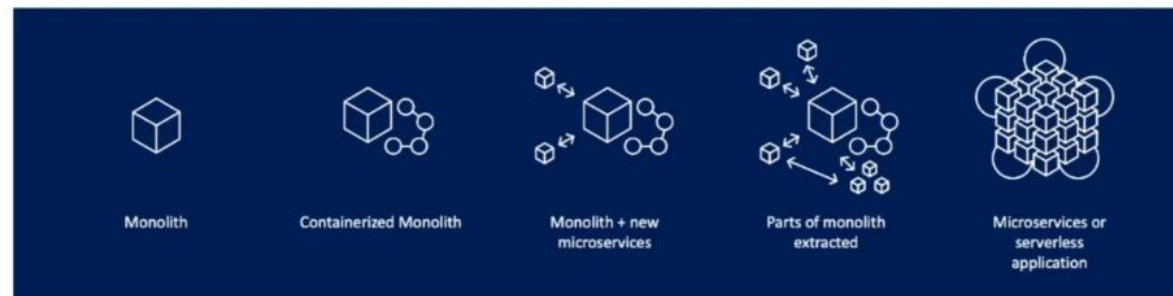 Monolith
Containerized Monolith
Monolith + new
microservices
Parts of monolith
extracted
Microservices or
serverless
application